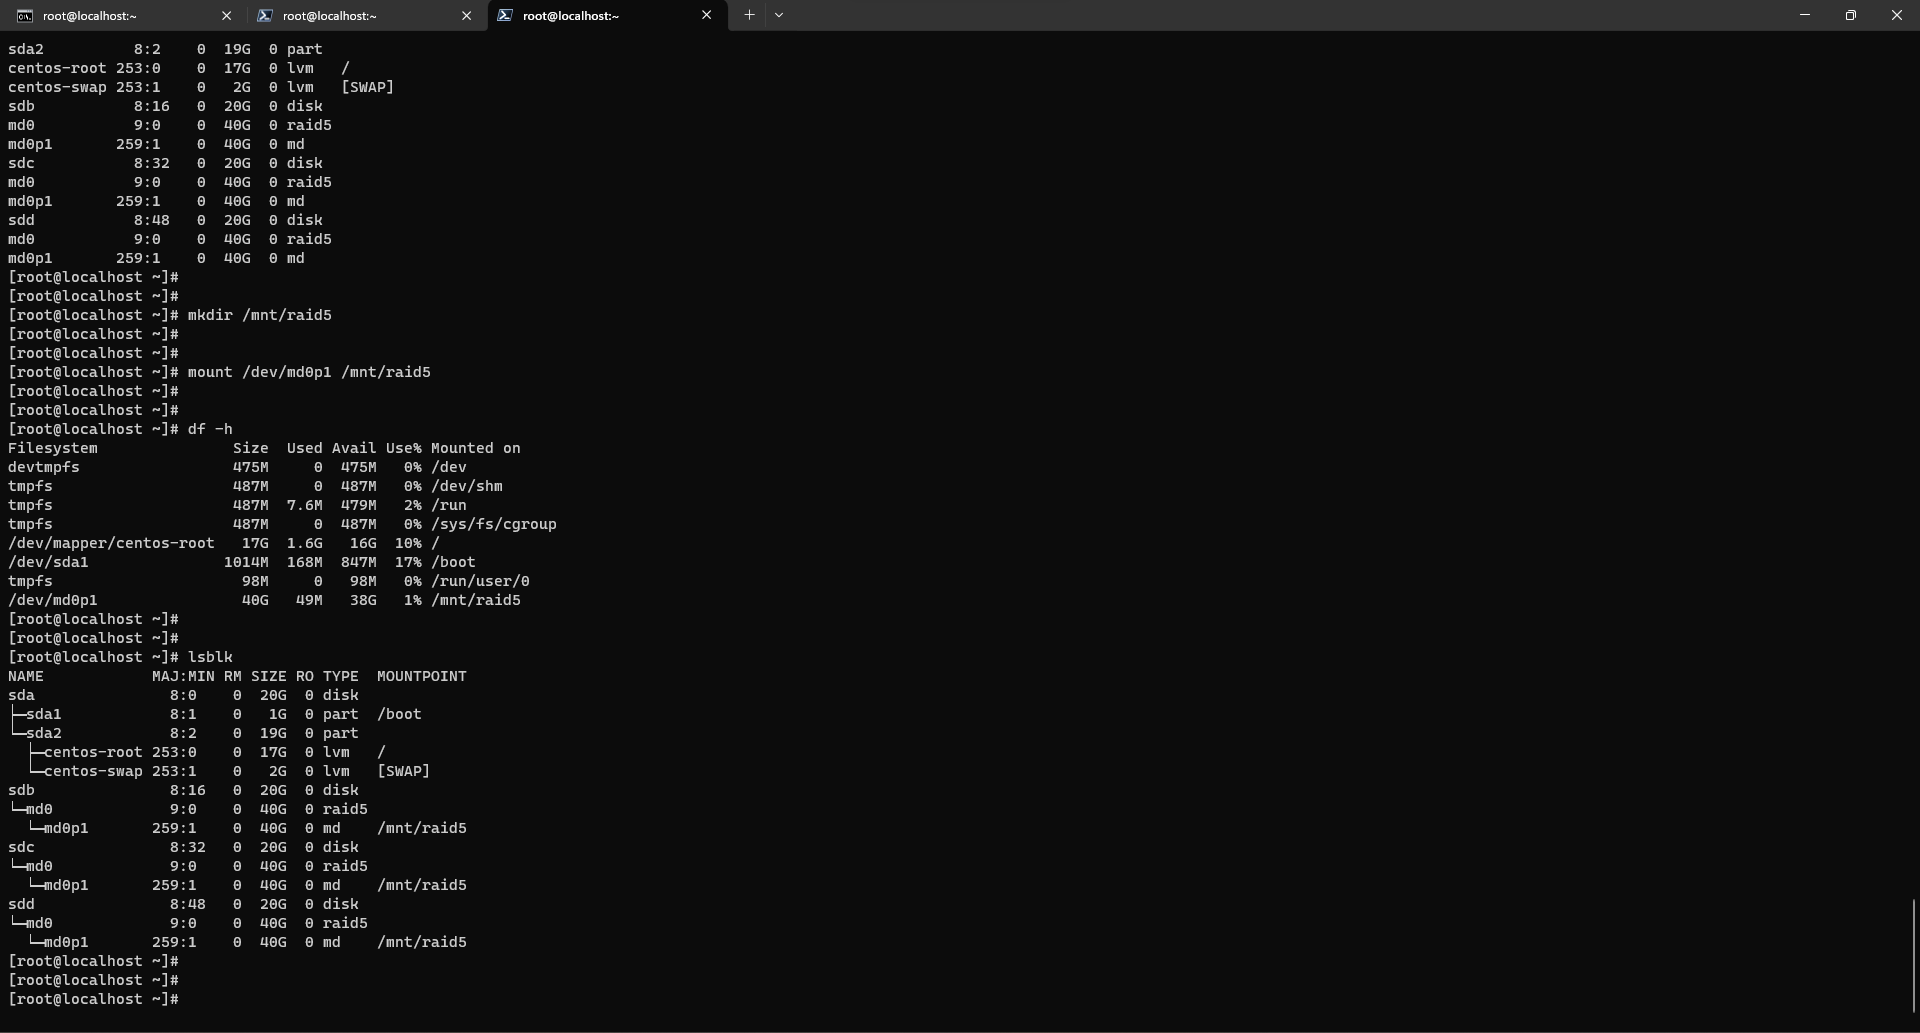 root@localhost:~ root@localhost:~ root@localhost:~
sda2              8:2    0  19G  0 part
centos-root 253:0    0  17G  0 lvm   /
centos-swap 253:1    0   2G  0 lvm   [SWAP]
sdb           8:16   0  20G  0 disk
md0           9:0    0  40G  0 raid5
md0p1       259:1    0  40G  0 md
sdc           8:32   0  20G  0 disk
md0           9:0    0  40G  0 raid5
md0p1       259:1    0  40G  0 md
sdd           8:48   0  20G  0 disk
md0           9:0    0  40G  0 raid5
md0p1       259:1    0  40G  0 md
[root@localhost ~]#
[root@localhost ~]#
[root@localhost ~]# mkdir /mnt/raid5
[root@localhost ~]#
[root@localhost ~]#
[root@localhost ~]# mount /dev/md0p1 /mnt/raid5
[root@localhost ~]#
[root@localhost ~]#
[root@localhost ~]# df -h
Filesystem               Size  Used Avail Use% Mounted on
devtmpfs                 475M     0  475M   0% /dev
tmpfs                    487M     0  487M   0% /dev/shm
tmpfs                    487M  7.6M  479M   2% /run
tmpfs                    487M     0  487M   0% /sys/fs/cgroup
/dev/mapper/centos-root   17G  1.6G   16G  10% /
/dev/sda1               1014M  168M  847M  17% /boot
tmpfs                     98M     0   98M   0% /run/user/0
/dev/md0p1                40G   49M   38G   1% /mnt/raid5
[root@localhost ~]#
[root@localhost ~]#
[root@localhost ~]# lsblk
NAME            MAJ:MIN RM SIZE RO TYPE  MOUNTPOINT
sda               8:0    0  20G  0 disk
├─sda1            8:1    0   1G  0 part  /boot
└─sda2            8:2    0  19G  0 part
  ├─centos-root 253:0    0  17G  0 lvm   /
  └─centos-swap 253:1    0   2G  0 lvm   [SWAP]
sdb               8:16   0  20G  0 disk
└─md0             9:0    0  40G  0 raid5
  └─md0p1       259:1    0  40G  0 md    /mnt/raid5
sdc               8:32   0  20G  0 disk
└─md0             9:0    0  40G  0 raid5
  └─md0p1       259:1    0  40G  0 md    /mnt/raid5
sdd               8:48   0  20G  0 disk
└─md0             9:0    0  40G  0 raid5
  └─md0p1       259:1    0  40G  0 md    /mnt/raid5
[root@localhost ~]#
[root@localhost ~]#
[root@localhost ~]#